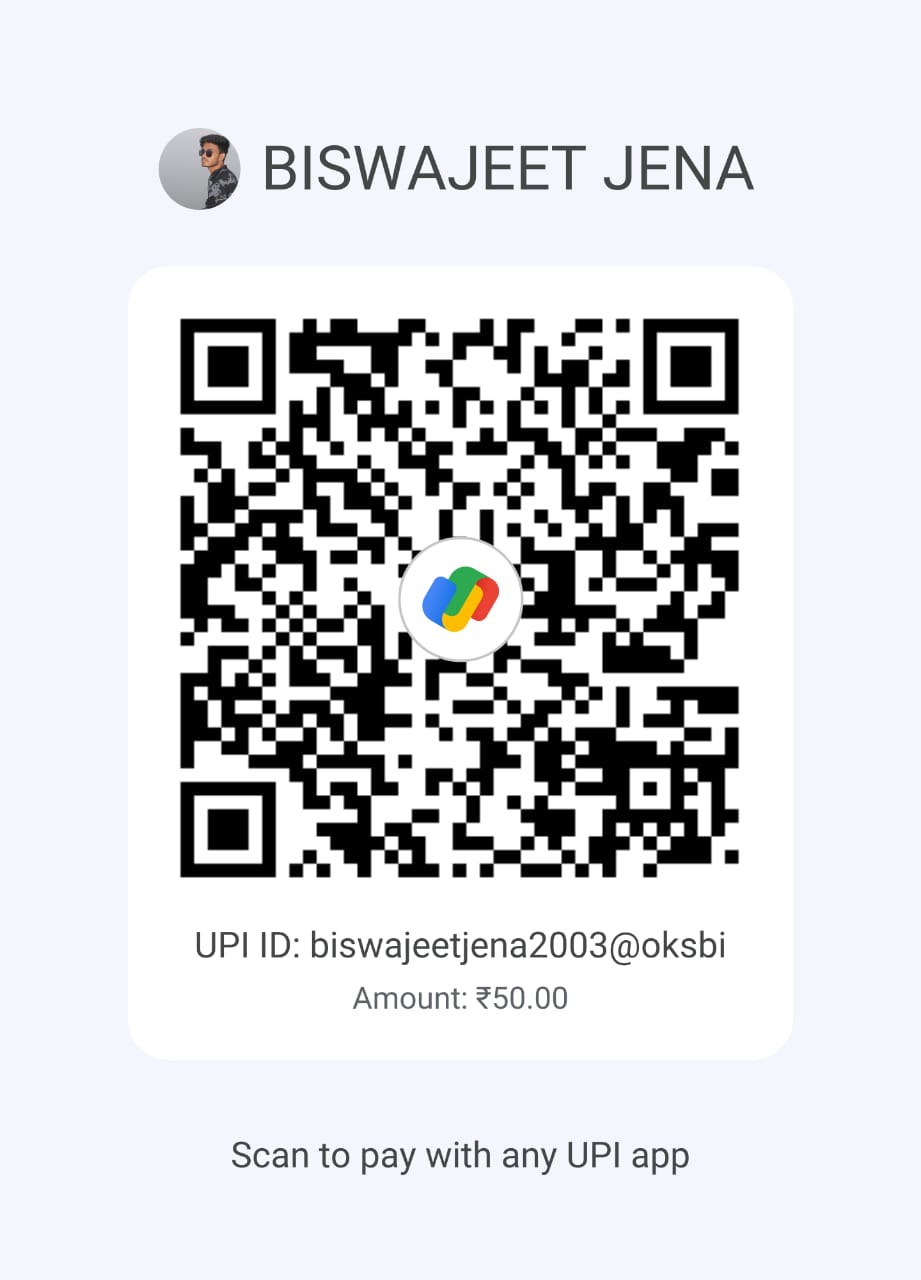 BISWAJEET JENA
UPI ID: biswajeetjena2003@oksbi
Amount: ₹50.00
Scan to pay with any UPI app